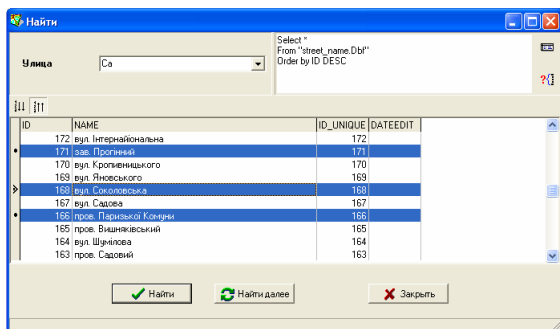 Найти
Улица
Са
Select *
From "street_name.Dbf"
Order by ID DESC
ID NAME ID_UNIQUE DATEEDIT
172 вул. Інтернайіональна 172
171 зав. Прогінний 171
170 вул. Кропивницького 170
169 вул. Яновського 169
168 вул. Соколовська 168
167 вул. Садова 167
166 пров. Паризької Комуни 166
165 пров. Вишняківський 165
164 вул. Шумілова 164
163 пров. Садовий 163
Найти Найти далее Закрыть